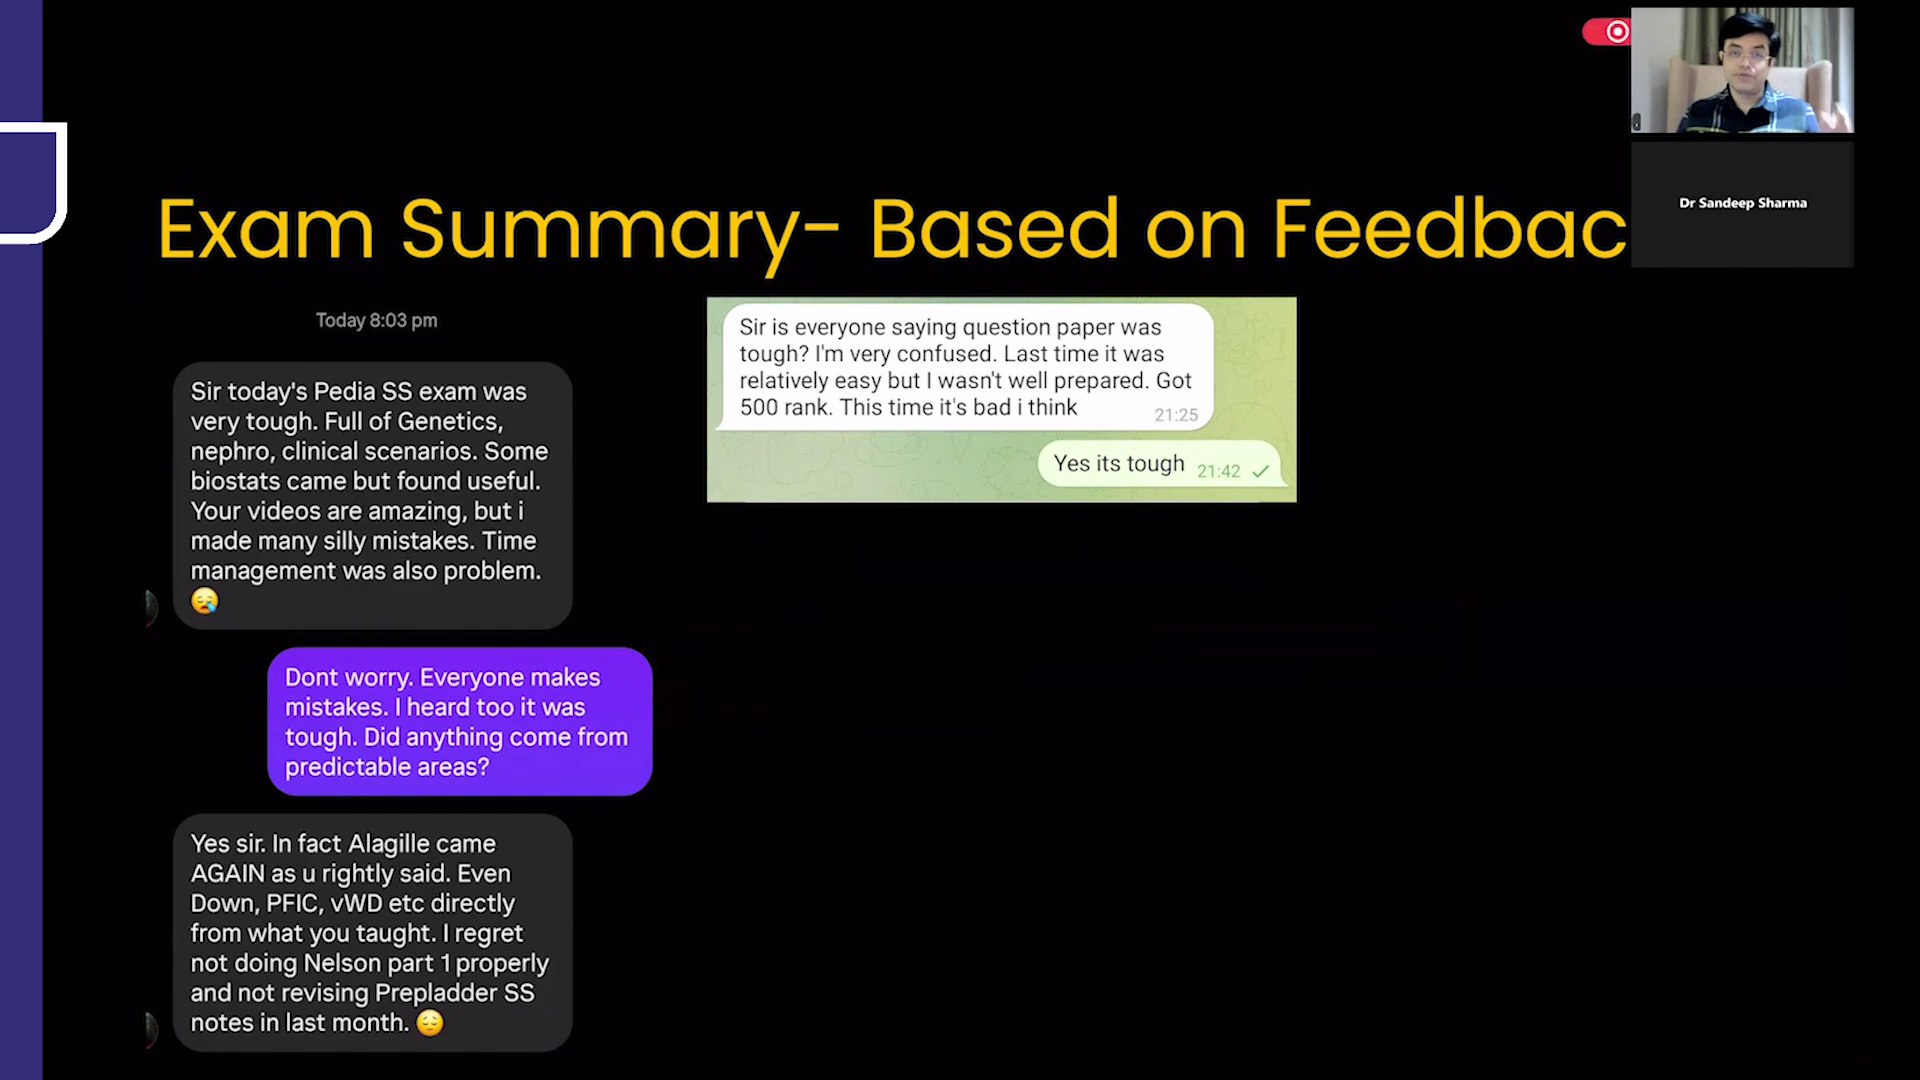 Exam Summary- Based on Feedbac
Dr Sandeep Sharma
Today 8:03 pm
Sir today's Pedia SS exam was
very tough. Full of Genetics,
nephro, clinical scenarios. Some
biostats came but found useful.
Your videos are amazing, but i
made many silly mistakes. Time
management was also problem.
😪
Dont worry. Everyone makes
mistakes. I heard too it was
tough. Did anything come from
predictable areas?
Yes sir. In fact Alagille came
AGAIN as u rightly said. Even
Down, PFIC, vWD etc directly
from what you taught. I regret
not doing Nelson part 1 properly
and not revising Prepladder SS
notes in last month. 😔
Sir is everyone saying question paper was
tough? I'm very confused. Last time it was
relatively easy but I wasn't well prepared. Got
500 rank. This time it's bad i think
21:25
Yes its tough 21:42